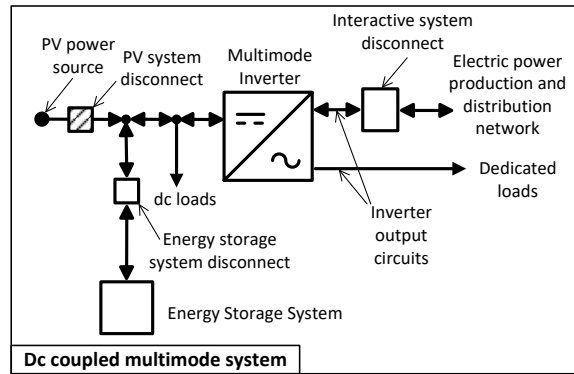 PV power
source
PV system
disconnect
Multimode
Inverter
Interactive system
disconnect
Electric power
production and
distribution
network
dc loads
Dedicated
loads
Inverter
output
circuits
Energy storage
system disconnect
Energy Storage System
Dc coupled multimode system